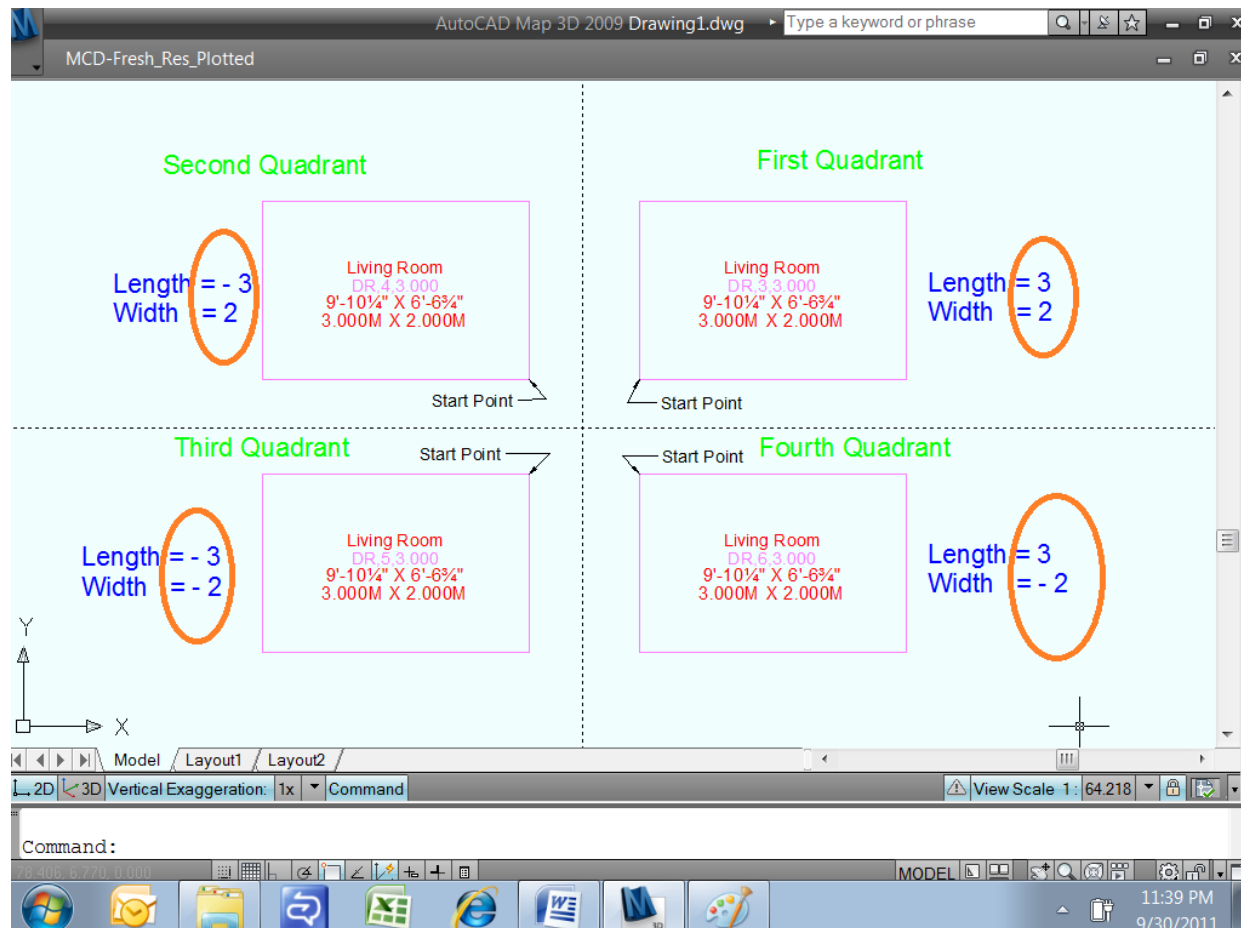 AutoCAD Map 3D 2009 Drawing1.dwg
Type a keyword or phrase
MCD-Fresh_Res_Plotted
Second Quadrant
Length = - 3
Width = 2
Living Room
DR,4,3.000
9'-10¼" X 6'-6¾"
3.000M X 2.000M
Start Point
First Quadrant
Living Room
DR,3,3.000
9'-10¼" X 6'-6¾"
3.000M X 2.000M
Length = 3
Width = 2
Start Point
Third Quadrant
Start Point
Length = - 3
Width = - 2
Living Room
DR,5,3.000
9'-10¼" X 6'-6¾"
3.000M X 2.000M
Start Point
Fourth Quadrant
Living Room
DR,6,3.000
9'-10¼" X 6'-6¾"
3.000M X 2.000M
Length = 3
Width = - 2
Y
X
Model Layout1 Layout2
2D 3D Vertical Exaggeration: 1x Command
View Scale 1: 64.218
Command:
78.406, 6.770, 0.000
MODEL
11:39 PM
9/30/2011